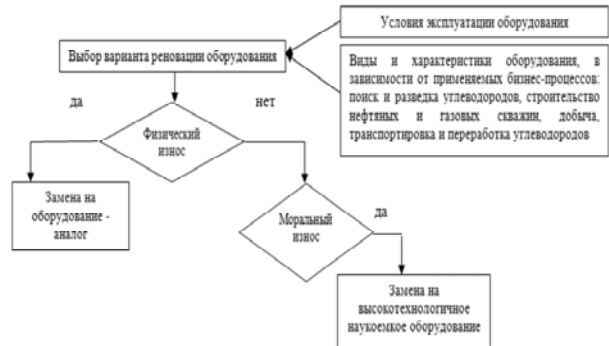 Условия эксплуатации оборудования
Выбор варианта реновации оборудования
Виды и характеристики оборудования, в
зависимости от применяемых бизнес-процессов:
поиск и разведка углеводородов, строительство
нефтяных и газовых скважин, добыча,
транспортировка и переработка углеводородов
да
нет
Физический
износ
Замена на
оборудование -
аналог
Моральный
износ
да
Замена на
высокотехнологичное
наукоемкое оборудование